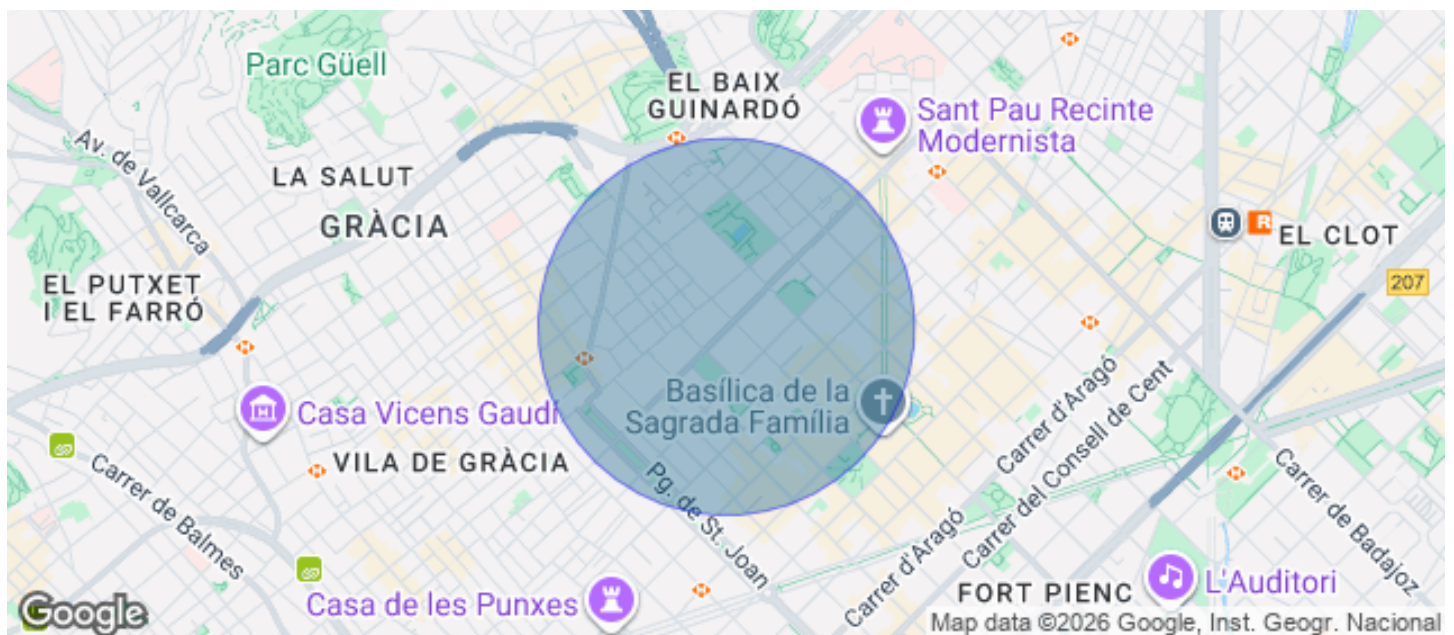 Parc Güell
EL BAIX
GUINARDÓ
Sant Pau Recinte
Modernista
Av. de Vallcarca
LA SALUT
GRÀCIA
EL CLOT
EL PUTXET
I EL FARRÓ
207
Casa Vicens Gaudí
Basílica de la
Sagrada Família
Carrer d'Aragó
Carrer del Consell de Cent
VILA DE GRÀCIA
Carrer de Balmes
Pg. de St. Joan
Carrer d'Aragó
Carrer de Badajoz
Casa de les Punxes
FORT PIENC
L'Auditori
R
Google
Map data ©2026 Google, Inst. Geogr. Nacional